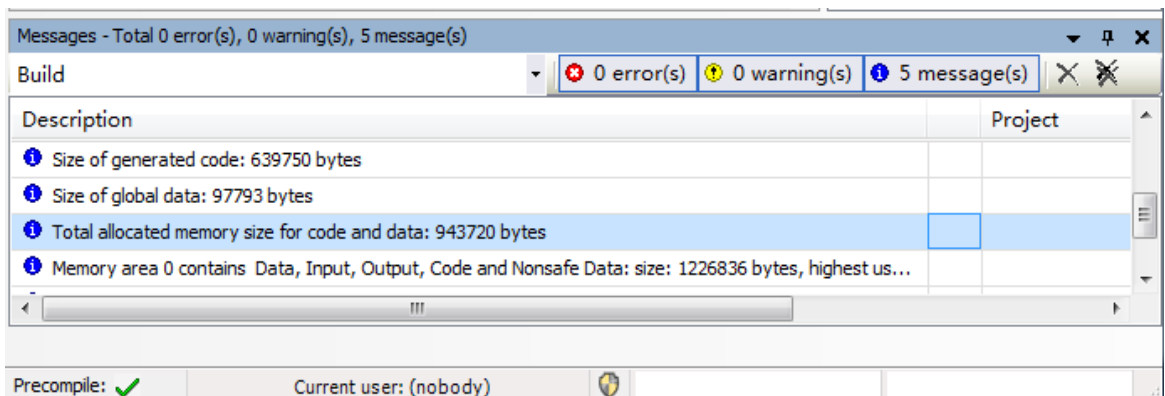 Messages - Total 0 error(s), 0 warning(s), 5 message(s)
Build 0 error(s) 0 warning(s) 5 message(s)
Description Project
Size of generated code: 639750 bytes
Size of global data: 97793 bytes
Total allocated memory size for code and data: 943720 bytes
Memory area 0 contains Data, Input, Output, Code and Nonsafe Data: size: 1226836 bytes, highest us...
Precompile: Current user: (nobody)